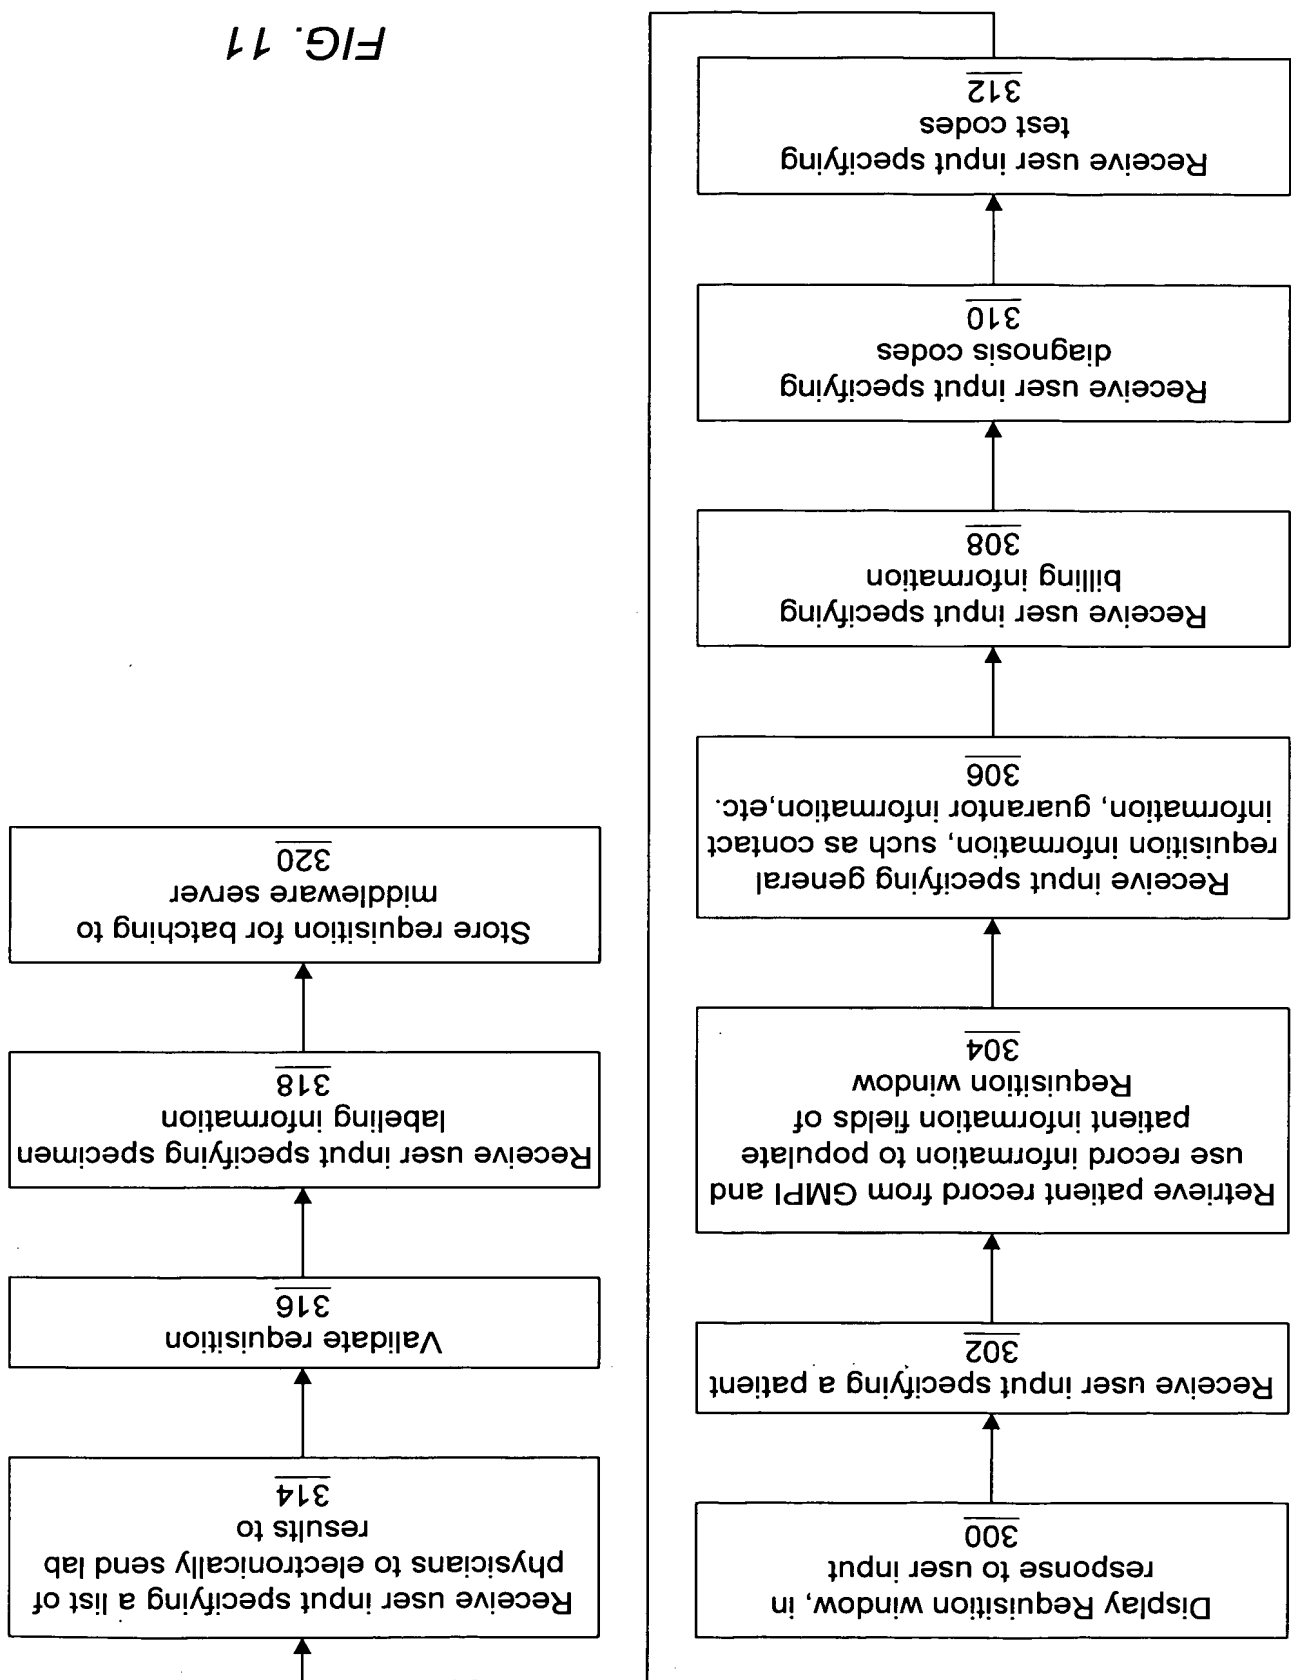 Display Requisition window, in
response to user input
300
Receive user input specifying a patient
302
Retrieve patient record from GMPI and
use record information to populate
patient information fields of
Requisition window
304
Receive input specifying general
requisition information, such as contact
information, guarantor information,etc.
306
Receive user input specifying
billing information
308
Receive user input specifying
diagnosis codes
310
Receive user input specifying
test codes
312
Receive user input specifying a list of
physicians to electronically send lab
results to
314
Validate requisition
316
Receive user input specifying specimen
labeling information
318
Store requisition for batching to
middleware server
320
FIG. 11